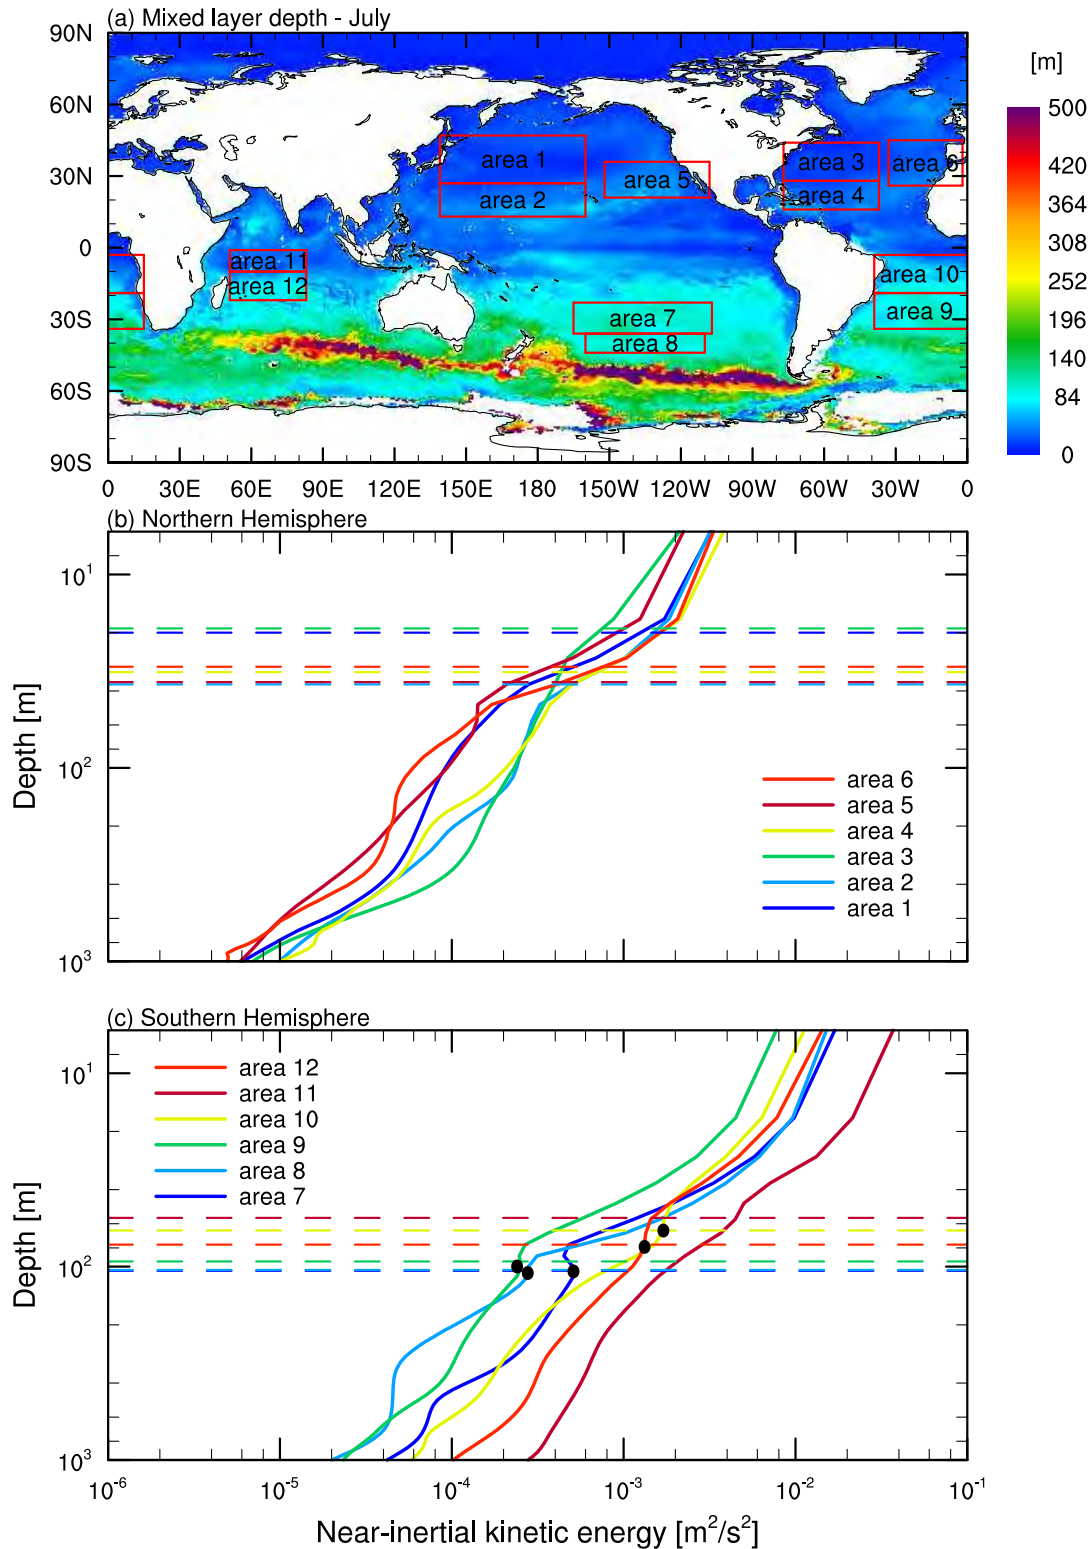 (a) Mixed layer depth - July
90N
60N
30N
0
30S
60S
90S
0 30E 60E 90E 120E 150E 180 150W 120W 90W 60W 30W 0
area 1
area 2
area 3
area 4
area 5
area 6
area 7
area 8
area 9
area 10
area 11
area 12
[m]
500
420
364
308
252
196
140
84
0
(b) Northern Hemisphere
10¹
10²
10³
Depth [m]
area 6
area 5
area 4
area 3
area 2
area 1
(c) Southern Hemisphere
10¹
10²
10³
Depth [m]
area 12
area 11
area 10
area 9
area 8
area 7
10⁻⁶ 10⁻⁵ 10⁻⁴ 10⁻³ 10⁻² 10⁻¹
Near-inertial kinetic energy [m²/s²]